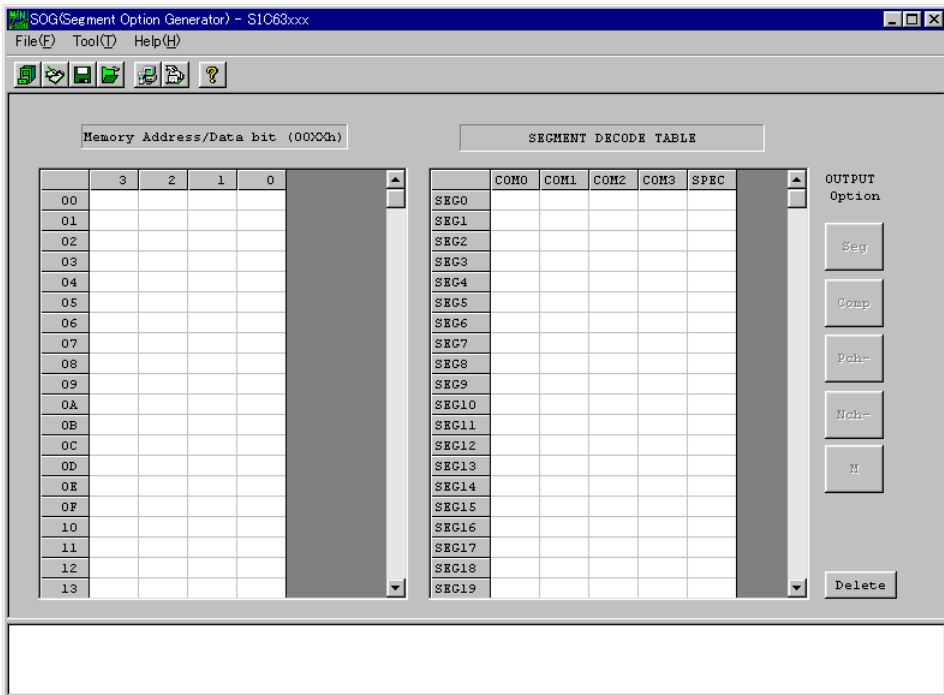 SOG(Segment Option Generator) - S1C63xxx
File(F) Tool(T) Help(H)
Memory Address/Data bit (00XXh)
SEGMENT DECODE TABLE
3 2 1 0
00
01
02
03
04
05
06
07
08
09
0A
0B
0C
0D
0E
0F
10
11
12
13
COM0 COM1 COM2 COM3 SPEC
SEG0
SEG1
SEG2
SEG3
SEG4
SEG5
SEG6
SEG7
SEG8
SEG9
SEG10
SEG11
SEG12
SEG13
SEG14
SEG15
SEG16
SEG17
SEG18
SEG19
OUTPUT
Option
Seg
Comp
Pch-
Nch-
M
Delete